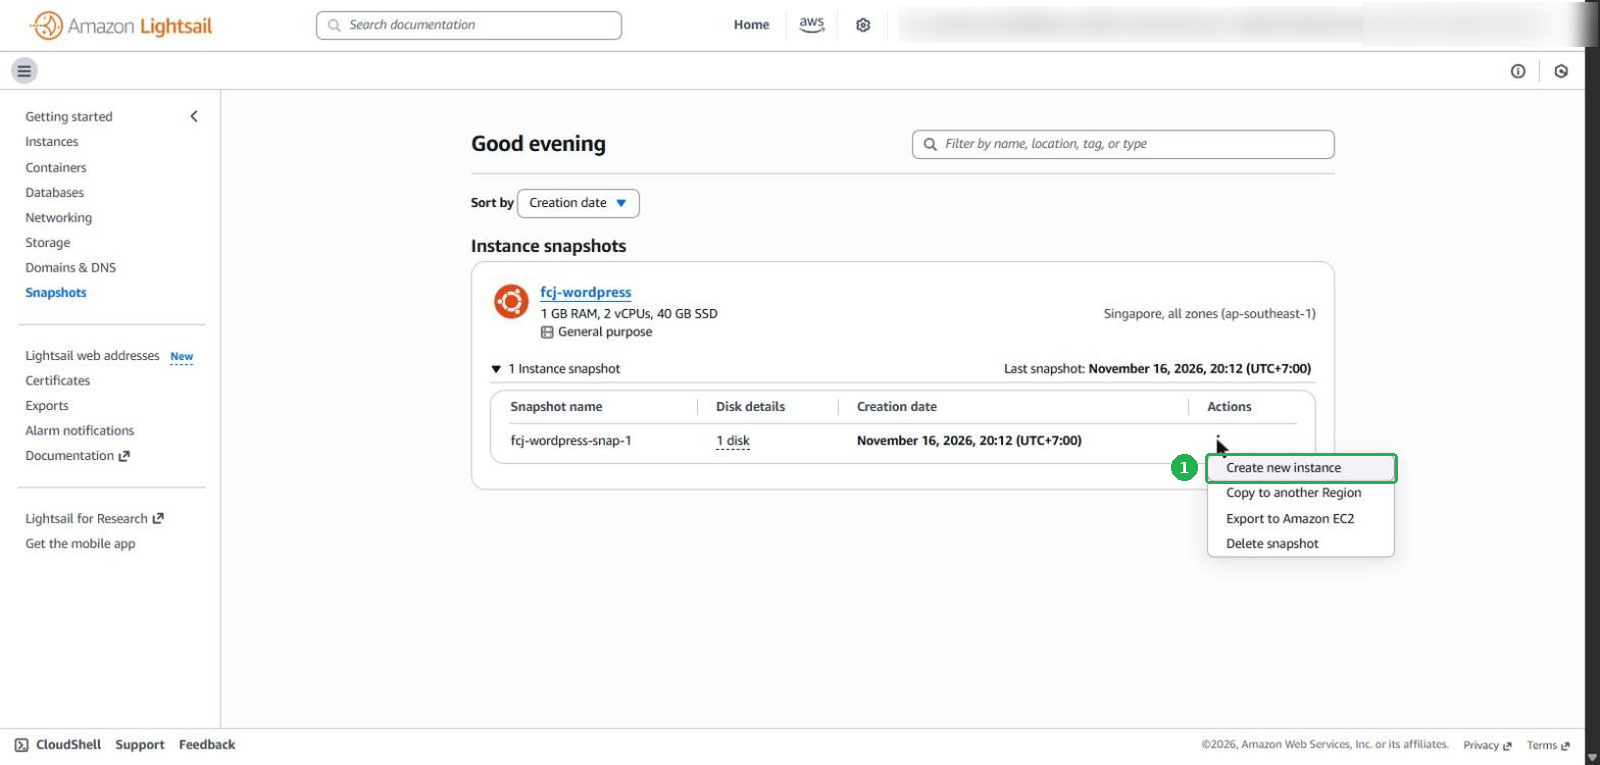 Amazon Lightsail
Search documentation
Home
aws
Getting started
Instances
Containers
Databases
Networking
Storage
Domains & DNS
Snapshots
Lightsail web addresses New
Certificates
Exports
Alarm notifications
Documentation
Lightsail for Research
Get the mobile app
Good evening
Filter by name, location, tag, or type
Sort by Creation date
Instance snapshots
fcj-wordpress
1 GB RAM, 2 vCPUs, 40 GB SSD
General purpose
Singapore, all zones (ap-southeast-1)
1 Instance snapshot
Last snapshot: November 16, 2026, 20:12 (UTC+7:00)
Snapshot name Disk details Creation date Actions
fcj-wordpress-snap-1 1 disk November 16, 2026, 20:12 (UTC+7:00)
1 Create new instance
Copy to another Region
Export to Amazon EC2
Delete snapshot
CloudShell Support Feedback
©2026, Amazon Web Services, Inc. or its affiliates. Privacy Terms